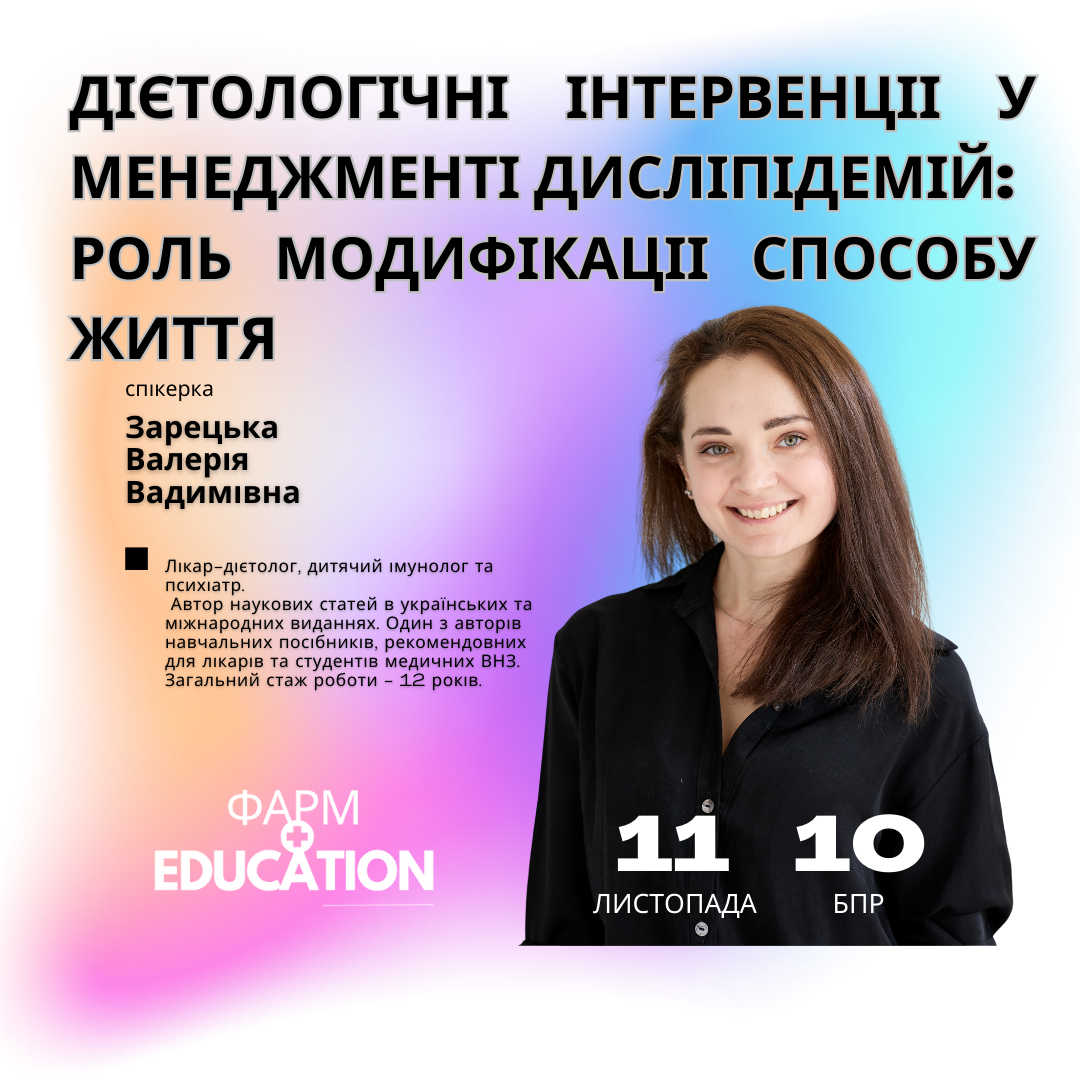 ДІЄТОЛОГІЧНІ ІНТЕРВЕНЦІІ У
МЕНЕДЖМЕНТІ ДИСЛІПІДЕМІЙ:
РОЛЬ МОДИФІКАЦІІ СПОСОБУ
ЖИТТЯ
спікерка
Зарецька
Валерія
Вадимівна
Лікар-дієтолог, дитячий імунолог та
психіатр.
Автор наукових статей в українських та
міжнародних виданнях. Один з авторів
навчальних посібників, рекомендовних
для лікарів та студентів медичних ВНЗ.
Загальний стаж роботи - 12 років.
ФАРМ
EDUCATION
11 10
ЛИСТОПАДА БПР